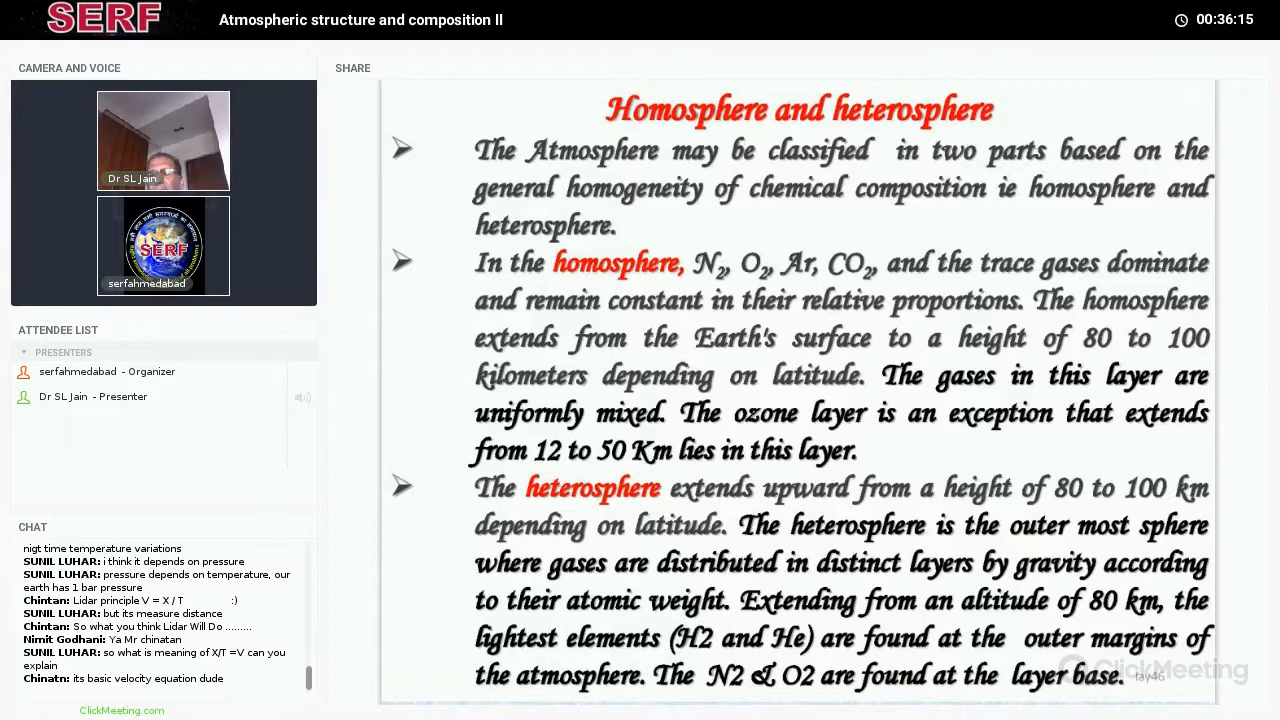 SERF
Atmospheric structure and composition II
00:36:15
CAMERA AND VOICE
Dr SL Jain
SERF
serfahmedabad
ATTENDEE LIST
PRESENTERS
serfahmedabad - Organizer
Dr SL Jain - Presenter
CHAT
nigt time temperature variations
SUNIL LUHAR: i think it depends on pressure
SUNIL LUHAR: pressure depends on temperature, our
earth has 1 bar pressure
Chintan: Lidar principle V = X / T :)
SUNIL LUHAR: but its measure distance
Chintan: So what you think Lidar Will Do .........
Nimit Godhani: Ya Mr chinatan
SUNIL LUHAR: so what is meaning of X/T =V can you
explain
Chinatn: its basic velocity equation dude
ClickMeeting.com
SHARE
Homosphere and heterosphere
The Atmosphere may be classified in two parts based on the
general homogeneity of chemical composition ie homosphere and
heterosphere.
In the homosphere, N2, O2, Ar, CO2, and the trace gases dominate
and remain constant in their relative proportions. The homosphere
extends from the Earth's surface to a height of 80 to 100
kilometers depending on latitude. The gases in this layer are
uniformly mixed. The ozone layer is an exception that extends
from 12 to 50 Km lies in this layer.
The heterosphere extends upward from a height of 80 to 100 km
depending on latitude. The heterosphere is the outer most sphere
where gases are distributed in distinct layers by gravity according
to their atomic weight. Extending from an altitude of 80 km, the
lightest elements (H2 and He) are found at the outer margins of
the atmosphere. The N2 & O2 are found at the layer base.
ClickMeeting